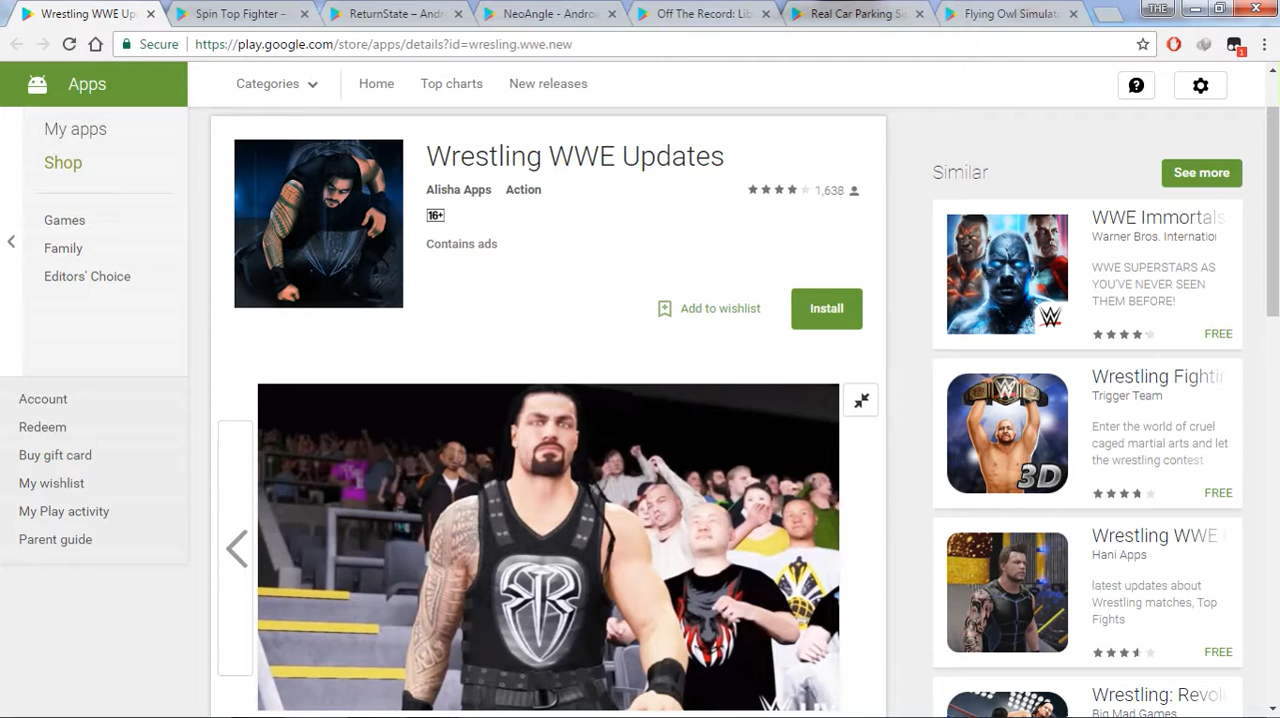 Wrestling WWE Up
Spin Top Fighter –
ReturnState – And
NeoAngle - Andro
Off The Record: Lib
Real Car Parking Si
Flying Owl Simulat
THE
Secure
https://play.google.com/store/apps/details?id=wresling.wwe.new
1
Apps
Categories
Home
Top charts
New releases
My apps
Shop
Games
Family
Editors' Choice
Account
Redeem
Buy gift card
My wishlist
My Play activity
Parent guide
Wrestling WWE Updates
Alisha Apps
Action
1,638
16+
Contains ads
Add to wishlist
Install
Similar
See more
WWE Immortals
Warner Bros. Internatio
WWE SUPERSTARS AS
YOU'VE NEVER SEEN
THEM BEFORE!
FREE
Wrestling Fighti
Trigger Team
Enter the world of cruel
caged martial arts and let
the wrestling contest
FREE
3D
Wrestling WWE
Hani Apps
latest updates about
Wrestling matches, Top
Fights
FREE
Wrestling: Revol
Big Mad Games